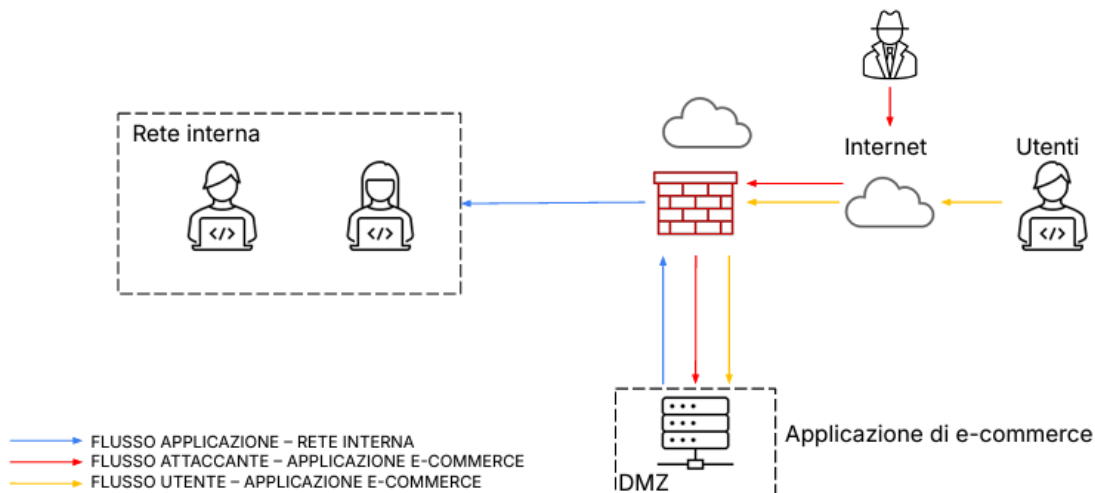 Rete interna
Internet
Utenti
</>
</>
</>
Applicazione di e-commerce
DMZ
FLUSSO APPLICAZIONE – RETE INTERNA
FLUSSO ATTACCANTE – APPLICAZIONE E-COMMERCE
FLUSSO UTENTE – APPLICAZIONE E-COMMERCE